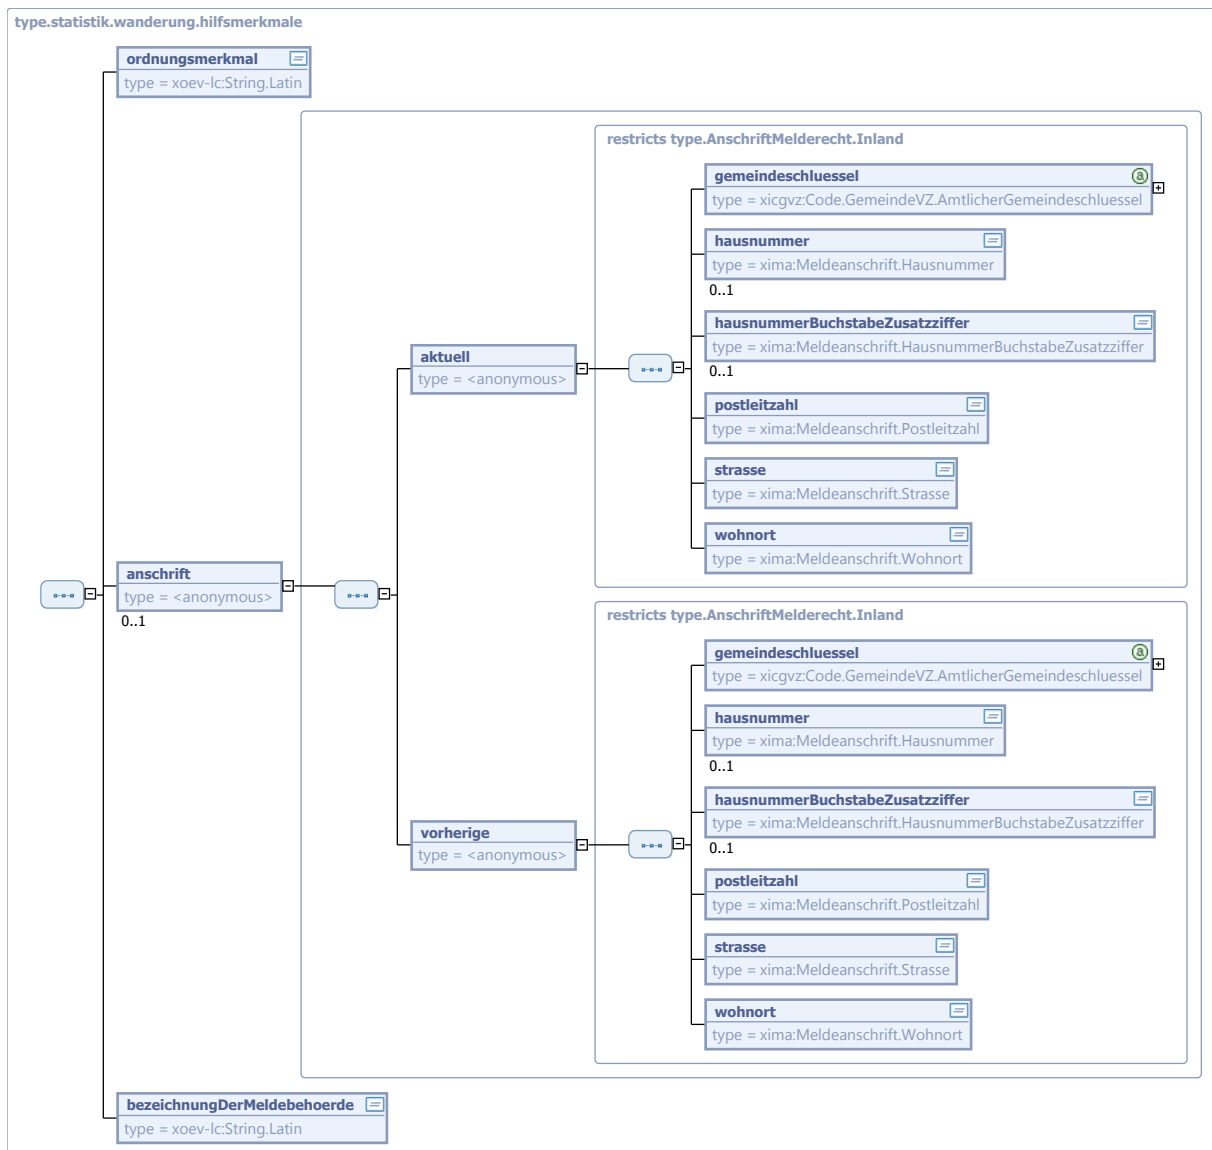 type.statistik.wanderung.hilfsmerkmale
ordnungsmerkmal
type = xoev-lc:String.Latin
restricts type.AnschriftMelderecht.Inland
gemeindeschluessel
a
type = xicgvz:Code.GemeindeVZ.AmtlicherGemeindeschluessel
hausnummer
type = xima:Meldeanschrift.Hausnummer
0..1
hausnummerBuchstabeZusatzziffer
type = xima:Meldeanschrift.HausnummerBuchstabeZusatzziffer
0..1
aktuell
type = <anonymous>
postleitzahl
type = xima:Meldeanschrift.Postleitzahl
strasse
type = xima:Meldeanschrift.Strasse
wohnort
type = xima:Meldeanschrift.Wohnort
anschrift
type = <anonymous>
0..1
restricts type.AnschriftMelderecht.Inland
gemeindeschluessel
a
type = xicgvz:Code.GemeindeVZ.AmtlicherGemeindeschluessel
hausnummer
type = xima:Meldeanschrift.Hausnummer
0..1
hausnummerBuchstabeZusatzziffer
type = xima:Meldeanschrift.HausnummerBuchstabeZusatzziffer
0..1
vorherige
type = <anonymous>
postleitzahl
type = xima:Meldeanschrift.Postleitzahl
strasse
type = xima:Meldeanschrift.Strasse
wohnort
type = xima:Meldeanschrift.Wohnort
bezeichnungDerMeldebehoerde
type = xoev-lc:String.Latin